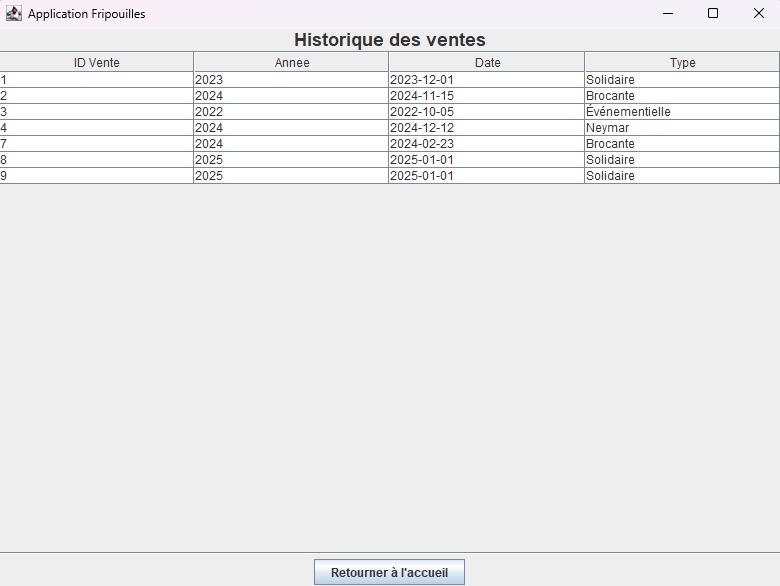 Application Fripouilles
Historique des ventes
ID Vente Annee Date Type
1 2023 2023-12-01 Solidaire
2 2024 2024-11-15 Brocante
3 2022 2022-10-05 Événementielle
4 2024 2024-12-12 Neymar
7 2024 2024-02-23 Brocante
8 2025 2025-01-01 Solidaire
9 2025 2025-01-01 Solidaire
Retourner à l'accueil